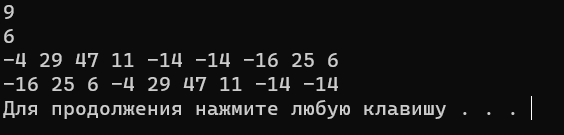 9
6
-4 29 47 11 -14 -14 -16 25 6
-16 25 6 -4 29 47 11 -14 -14
Для продолжения нажмите любую клавишу . . .